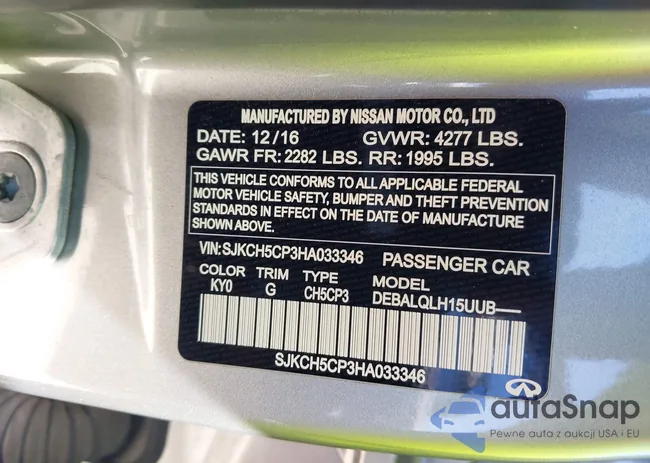 MANUFACTURED BY NISSAN MOTOR CO., LTD
DATE: 12/16 GVWR: 4277 LBS.
GAWR FR: 2282 LBS. RR: 1995 LBS.
THIS VEHICLE CONFORMS TO ALL APPLICABLE FEDERAL
MOTOR VEHICLE SAFETY, BUMPER AND THEFT PREVENTION
STANDARDS IN EFFECT ON THE DATE OF MANUFACTURE
SHOWN ABOVE.
VIN:SJKCH5CP3HA033346 PASSENGER CAR
COLOR TRIM TYPE MODEL
KY0 G CH5CP3 DEBALQLH15UUB––
SJKCH5CP3HA033346
autaSnap
Pewne auta z aukcji USA i EU